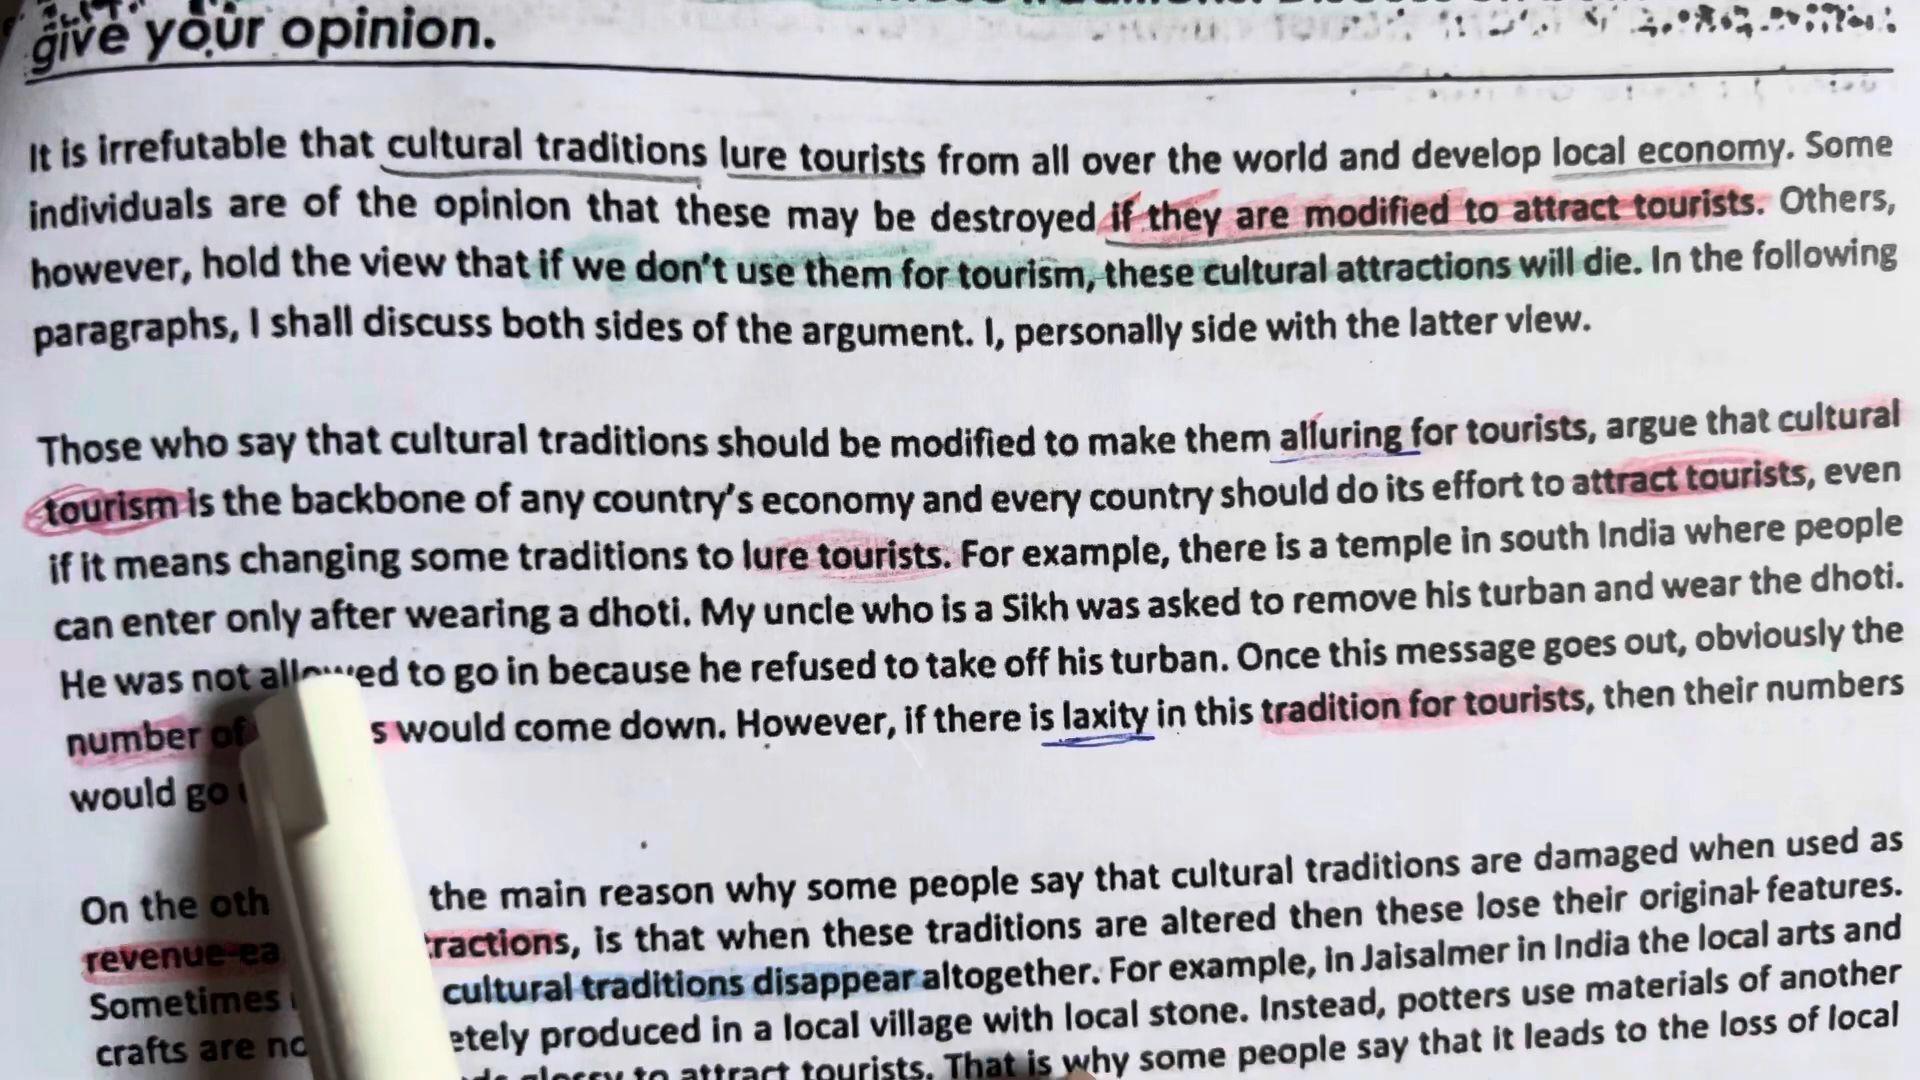 give your opinion.
It is irrefutable that cultural traditions lure tourists from all over the world and develop local economy. Some
individuals are of the opinion that these may be destroyed if they are modified to attract tourists. Others,
however, hold the view that if we don't use them for tourism, these cultural attractions will die. In the following
paragraphs, I shall discuss both sides of the argument. I, personally side with the latter view.
Those who say that cultural traditions should be modified to make them alluring for tourists, argue that cultural
tourism is the backbone of any country's economy and every country should do its effort to attract tourists, even
if it means changing some traditions to lure tourists. For example, there is a temple in south India where people
can enter only after wearing a dhoti. My uncle who is a Sikh was asked to remove his turban and wear the dhoti.
He was not allowed to go in because he refused to take off his turban. Once this message goes out, obviously the
number of would come down. However, if there is laxity in this tradition for tourists, then their numbers
would go
On the oth the main reason why some people say that cultural traditions are damaged when used as
revenue-ea tractions, is that when these traditions are altered then these lose their original features.
Sometimes cultural traditions disappear altogether. For example, in Jaisalmer in India the local arts and
crafts are no etely produced in a local village with local stone. Instead, potters use materials of another
glossy to attract tourists. That is why some people say that it leads to the loss of local